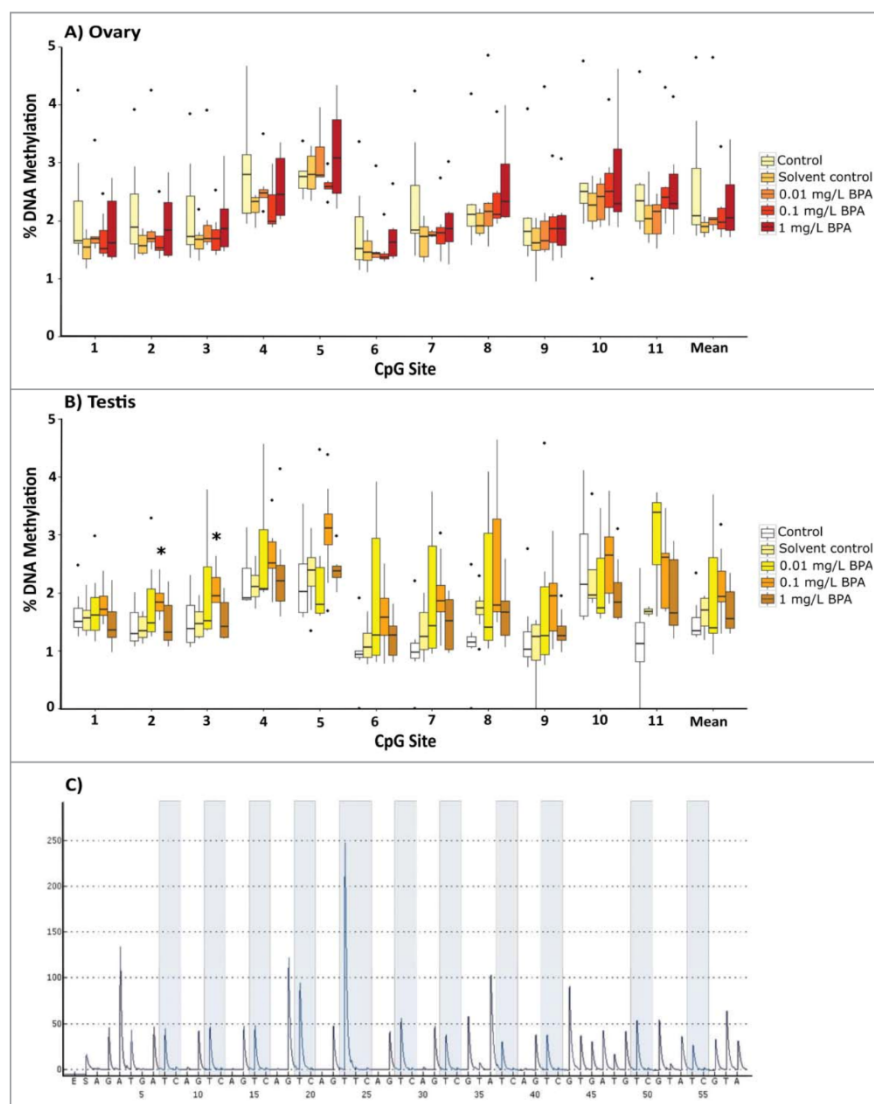 A) Ovary
5
4
3
2
1
0
% DNA Methylation
1 2 3 4 5 6 7 8 9 10 11 Mean
CpG Site
Control
Solvent control
0.01 mg/L BPA
0.1 mg/L BPA
1 mg/L BPA
B) Testis
5
4
3
2
1
0
% DNA Methylation
* *
1 2 3 4 5 6 7 8 9 10 11 Mean
CpG Site
Control
Solvent control
0.01 mg/L BPA
0.1 mg/L BPA
1 mg/L BPA
C)
250
200
150
100
50
0
E S A G A T G A T C A G T C A G T C A G T C A G T T C A G T C A G T C G T A T C A G T C G T G A T G T C G T A T C G T A
5 10 15 20 25 30 35 40 45 50 55